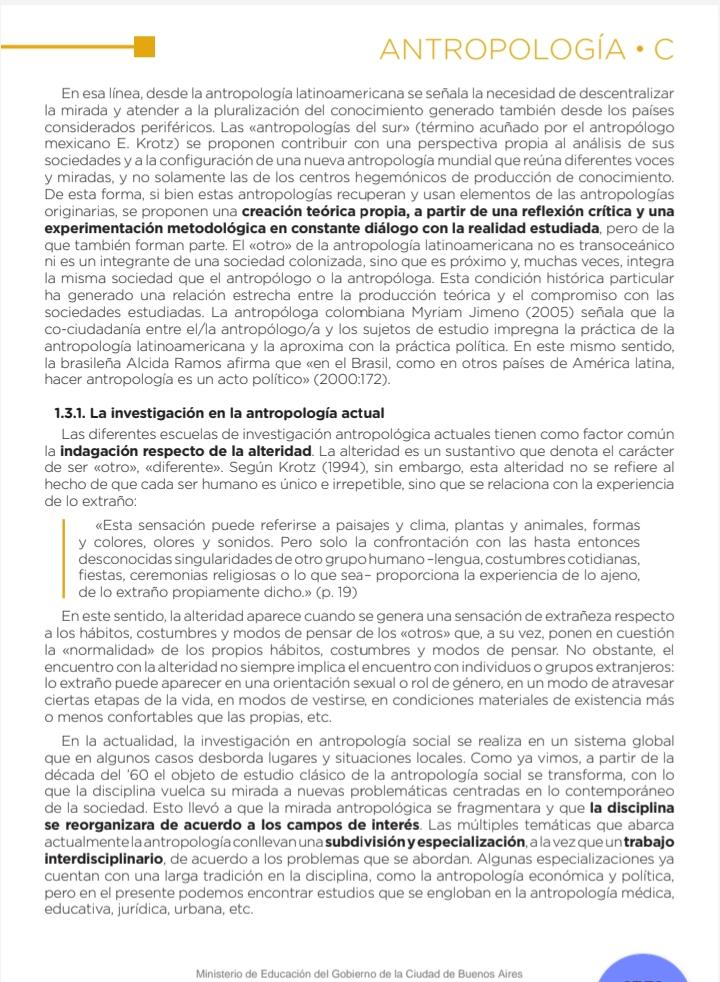 ANTROPOLOGÍA • C
En esa línea, desde la antropología latinoamericana se señala la necesidad de descentralizar
la mirada y atender a la pluralización del conocimiento generado también desde los países
considerados periféricos. Las «antropologías del sur» (término acuñado por el antropólogo
mexicano E. Krotz) se proponen contribuir con una perspectiva propia al análisis de sus
sociedades y a la configuración de una nueva antropología mundial que reúna diferentes voces
y miradas, y no solamente las de los centros hegemónicos de producción de conocimiento.
De esta forma, si bien estas antropologías recuperan y usan elementos de las antropologías
originarias, se proponen una creación teórica propia, a partir de una reflexión crítica y una
experimentación metodológica en constante diálogo con la realidad estudiada, pero de la
que también forman parte. El «otro» de la antropología latinoamericana no es transoceánico
ni es un integrante de una sociedad colonizada, sino que es próximo y, muchas veces, integra
la misma sociedad que el antropólogo o la antropóloga. Esta condición histórica particular
ha generado una relación estrecha entre la producción teórica y el compromiso con las
sociedades estudiadas. La antropóloga colombiana Myriam Jimeno (2005) señala que la
co-ciudadanía entre el/la antropólogo/a y los sujetos de estudio impregna la práctica de la
antropología latinoamericana y la aproxima con la práctica política. En este mismo sentido,
la brasileña Alcida Ramos afirma que «en el Brasil, como en otros países de América latina,
hacer antropología es un acto político» (2000:172).
1.3.1. La investigación en la antropología actual
Las diferentes escuelas de investigación antropológica actuales tienen como factor común
la indagación respecto de la alteridad. La alteridad es un sustantivo que denota el carácter
de ser «otro», «diferente». Según Krotz (1994), sin embargo, esta alteridad no se refiere al
hecho de que cada ser humano es único e irrepetible, sino que se relaciona con la experiencia
de lo extraño:
«Esta sensación puede referirse a paisajes y clima, plantas y animales, formas
y colores, olores y sonidos. Pero solo la confrontación con las hasta entonces
desconocidas singularidades de otro grupo humano –lengua, costumbres cotidianas,
fiestas, ceremonias religiosas o lo que sea– proporciona la experiencia de lo ajeno,
de lo extraño propiamente dicho.» (p. 19)
En este sentido, la alteridad aparece cuando se genera una sensación de extrañeza respecto
a los hábitos, costumbres y modos de pensar de los «otros» que, a su vez, ponen en cuestión
la «normalidad» de los propios hábitos, costumbres y modos de pensar. No obstante, el
encuentro con la alteridad no siempre implica el encuentro con individuos o grupos extranjeros:
lo extraño puede aparecer en una orientación sexual o rol de género, en un modo de atravesar
ciertas etapas de la vida, en modos de vestirse, en condiciones materiales de existencia más
o menos confortables que las propias, etc.
En la actualidad, la investigación en antropología social se realiza en un sistema global
que en algunos casos desborda lugares y situaciones locales. Como ya vimos, a partir de la
década del ’60 el objeto de estudio clásico de la antropología social se transforma, con lo
que la disciplina vuelca su mirada a nuevas problemáticas centradas en lo contemporáneo
de la sociedad. Esto llevó a que la mirada antropológica se fragmentara y que la disciplina
se reorganizara de acuerdo a los campos de interés. Las múltiples temáticas que abarca
actualmente la antropología conllevan una subdivisión y especialización, a la vez que un trabajo
interdisciplinario, de acuerdo a los problemas que se abordan. Algunas especializaciones ya
cuentan con una larga tradición en la disciplina, como la antropología económica y política,
pero en el presente podemos encontrar estudios que se engloban en la antropología médica,
educativa, jurídica, urbana, etc.
Ministerio de Educación del Gobierno de la Ciudad de Buenos Aires